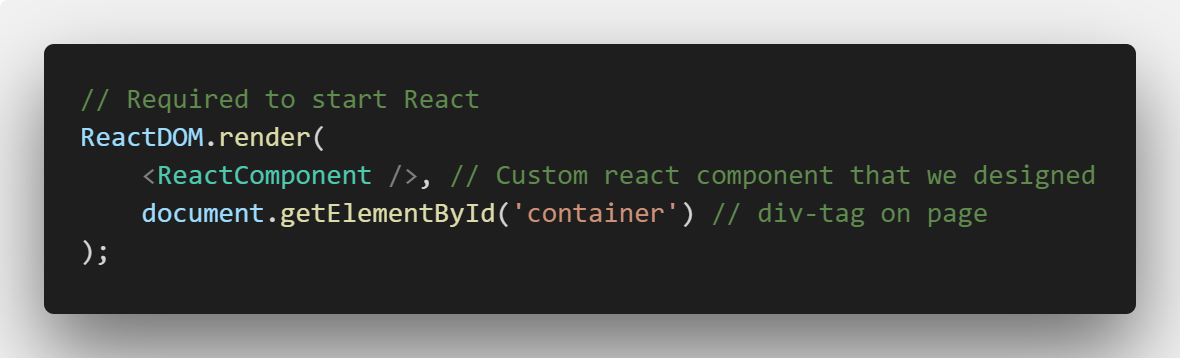 // Required to start React
ReactDOM.render(
    <ReactComponent />, // Custom react component that we designed
    document.getElementById('container') // div-tag on page
);